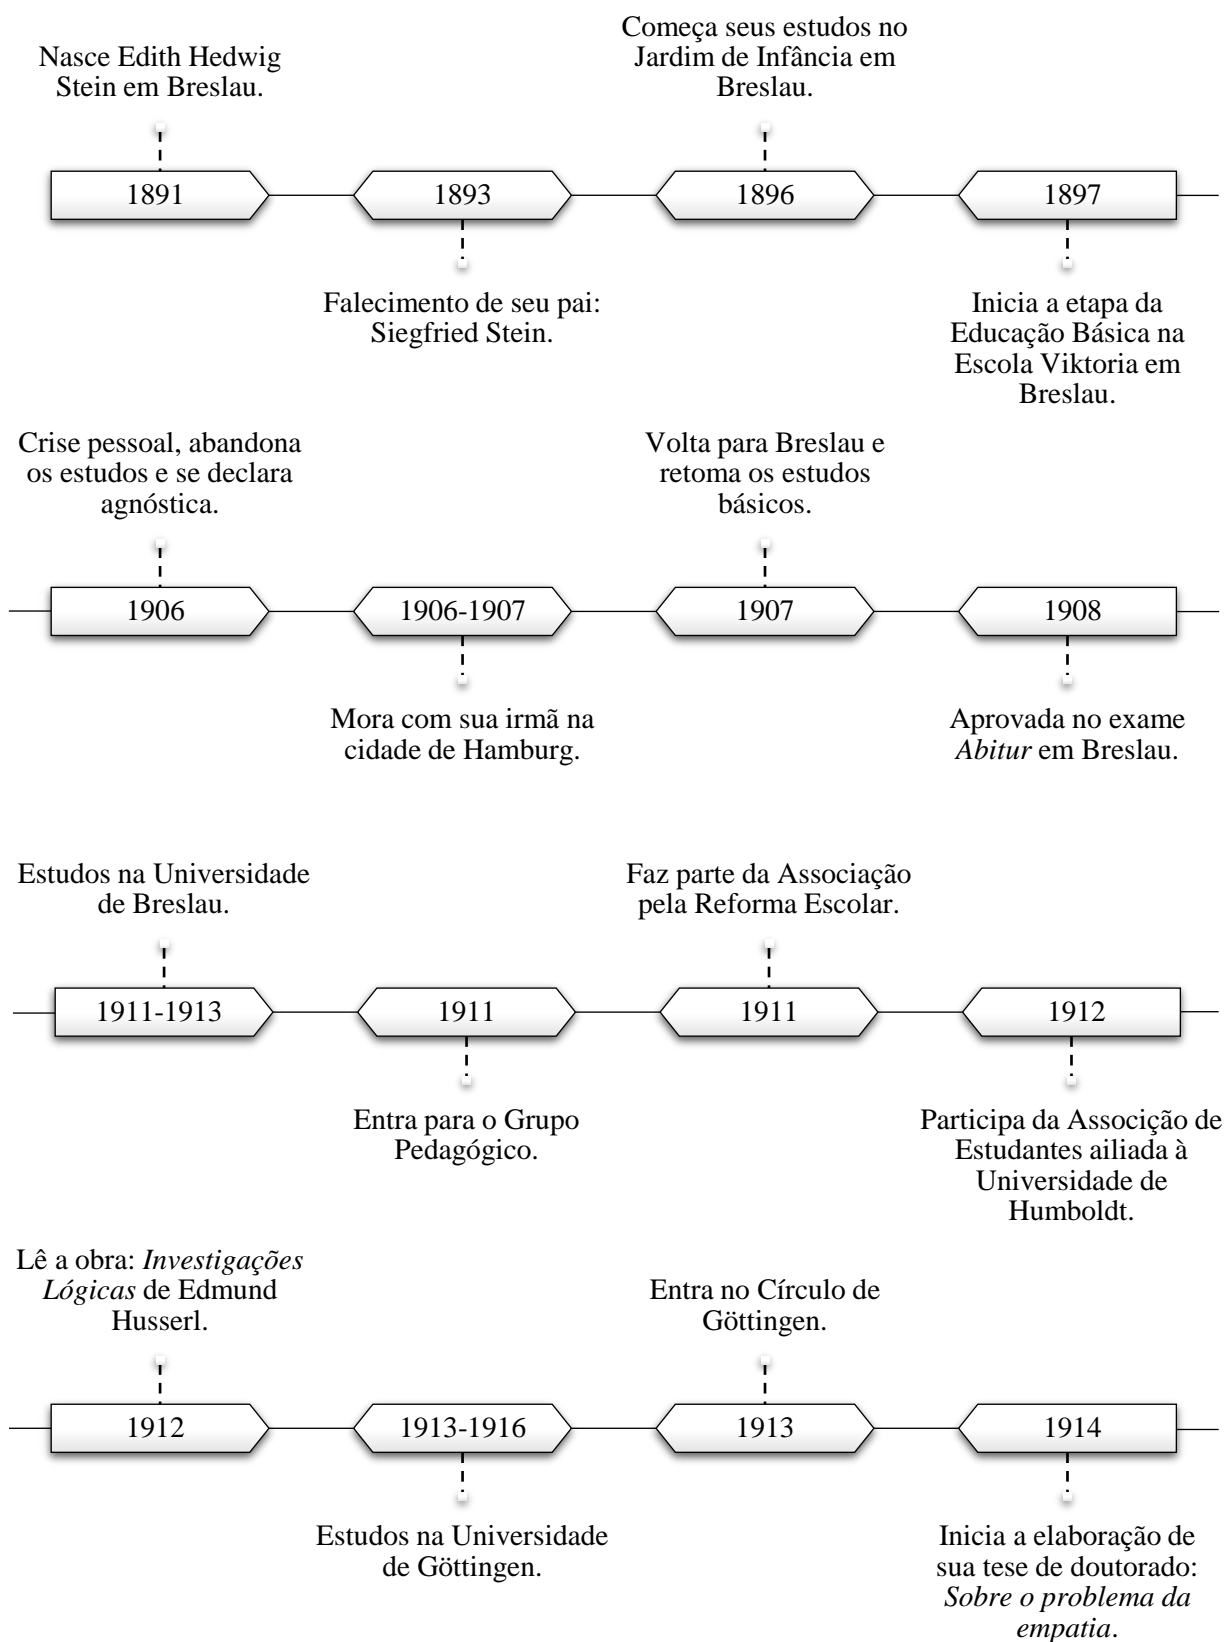 Nasce Edith Hedwig
Stein em Breslau.
Começa seus estudos no
Jardim de Infância em
Breslau.
1891
1893
1896
1897
Falecimento de seu pai:
Siegfried Stein.
Inicia a etapa da
Educação Básica na
Escola Viktoria em
Breslau.
Crise pessoal, abandona
os estudos e se declara
agnóstica.
Volta para Breslau e
retoma os estudos
básicos.
1906
1906-1907
1907
1908
Mora com sua irmã na
cidade de Hamburg.
Aprovada no exame
Abitur em Breslau.
Estudos na Universidade
de Breslau.
Faz parte da Associação
pela Reforma Escolar.
1911-1913
1911
1911
1912
Entra para o Grupo
Pedagógico.
Participa da Associção de
Estudantes ailiada à
Universidade de
Humboldt.
Lê a obra: Investigações
Lógicas de Edmund
Husserl.
Entra no Círculo de
Göttingen.
1912
1913-1916
1913
1914
Estudos na Universidade
de Göttingen.
Inicia a elaboração de
sua tese de doutorado:
Sobre o problema da
empatia.